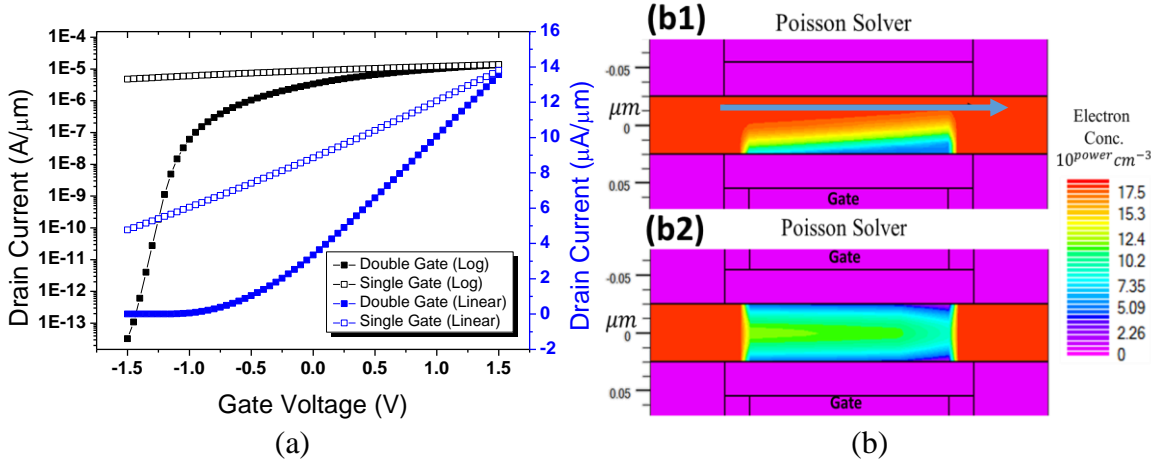 1E-4
1E-5
1E-6
1E-7
1E-8
1E-9
1E-10
1E-11
1E-12
1E-13
Drain Current (A/μm)
-1.5 -1.0 -0.5 0.0 0.5 1.0 1.5
Gate Voltage (V)
16
14
12
10
8
6
4
2
0
-2
Drain Current (μA/μm)
Double Gate (Log)
Single Gate (Log)
Double Gate (Linear)
Single Gate (Linear)
(a)
(b1)
Poisson Solver
-0.05
μm
0
0.05
Gate
(b2)
Poisson Solver
Gate
-0.05
μm
0
0.05
Gate
Electron
Conc.
10^power cm^-3
17.5
15.3
12.4
10.2
7.35
5.09
2.26
0
(b)